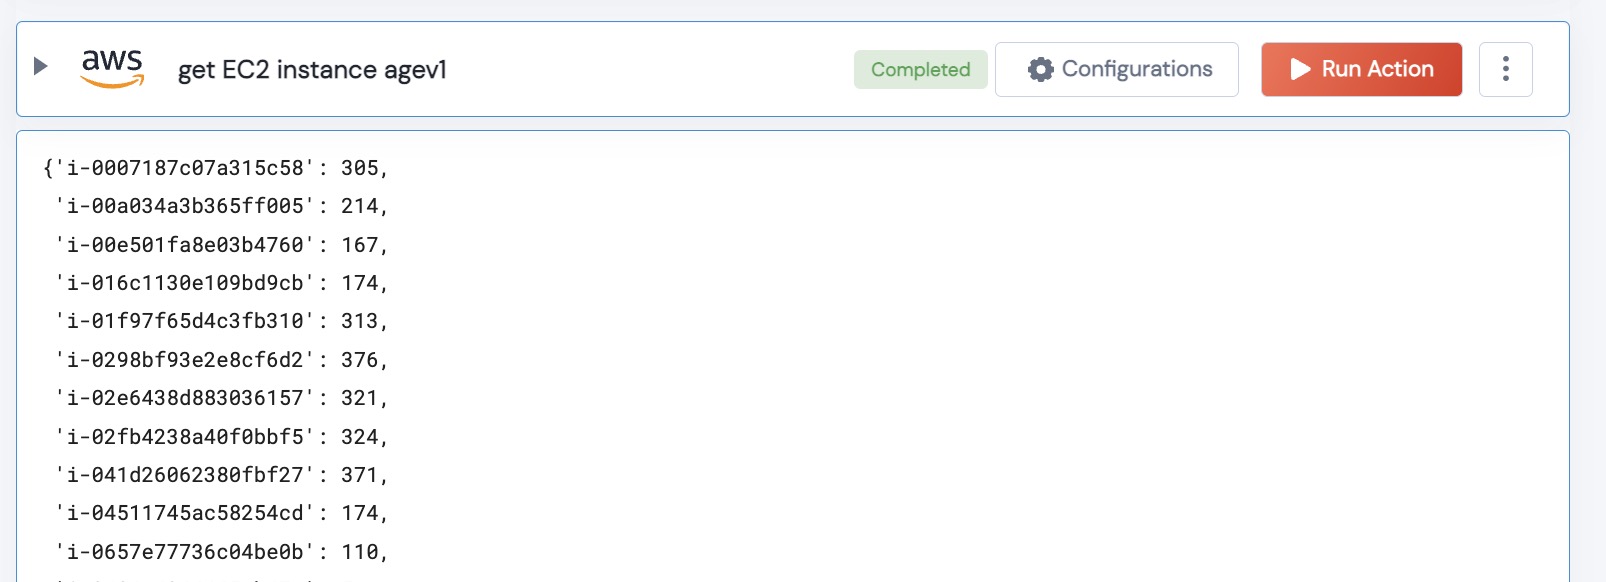 aws
get EC2 instance agev1
Completed
Configurations
Run Action
{'i-0007187c07a315c58': 305,
'i-00a034a3b365ff005': 214,
'i-00e501fa8e03b4760': 167,
'i-016c1130e109bd9cb': 174,
'i-01f97f65d4c3fb310': 313,
'i-0298bf93e2e8cf6d2': 376,
'i-02e6438d883036157': 321,
'i-02fb4238a40f0bbf5': 324,
'i-041d26062380fbf27': 371,
'i-04511745ac58254cd': 174,
'i-0657e77736c04be0b': 110,